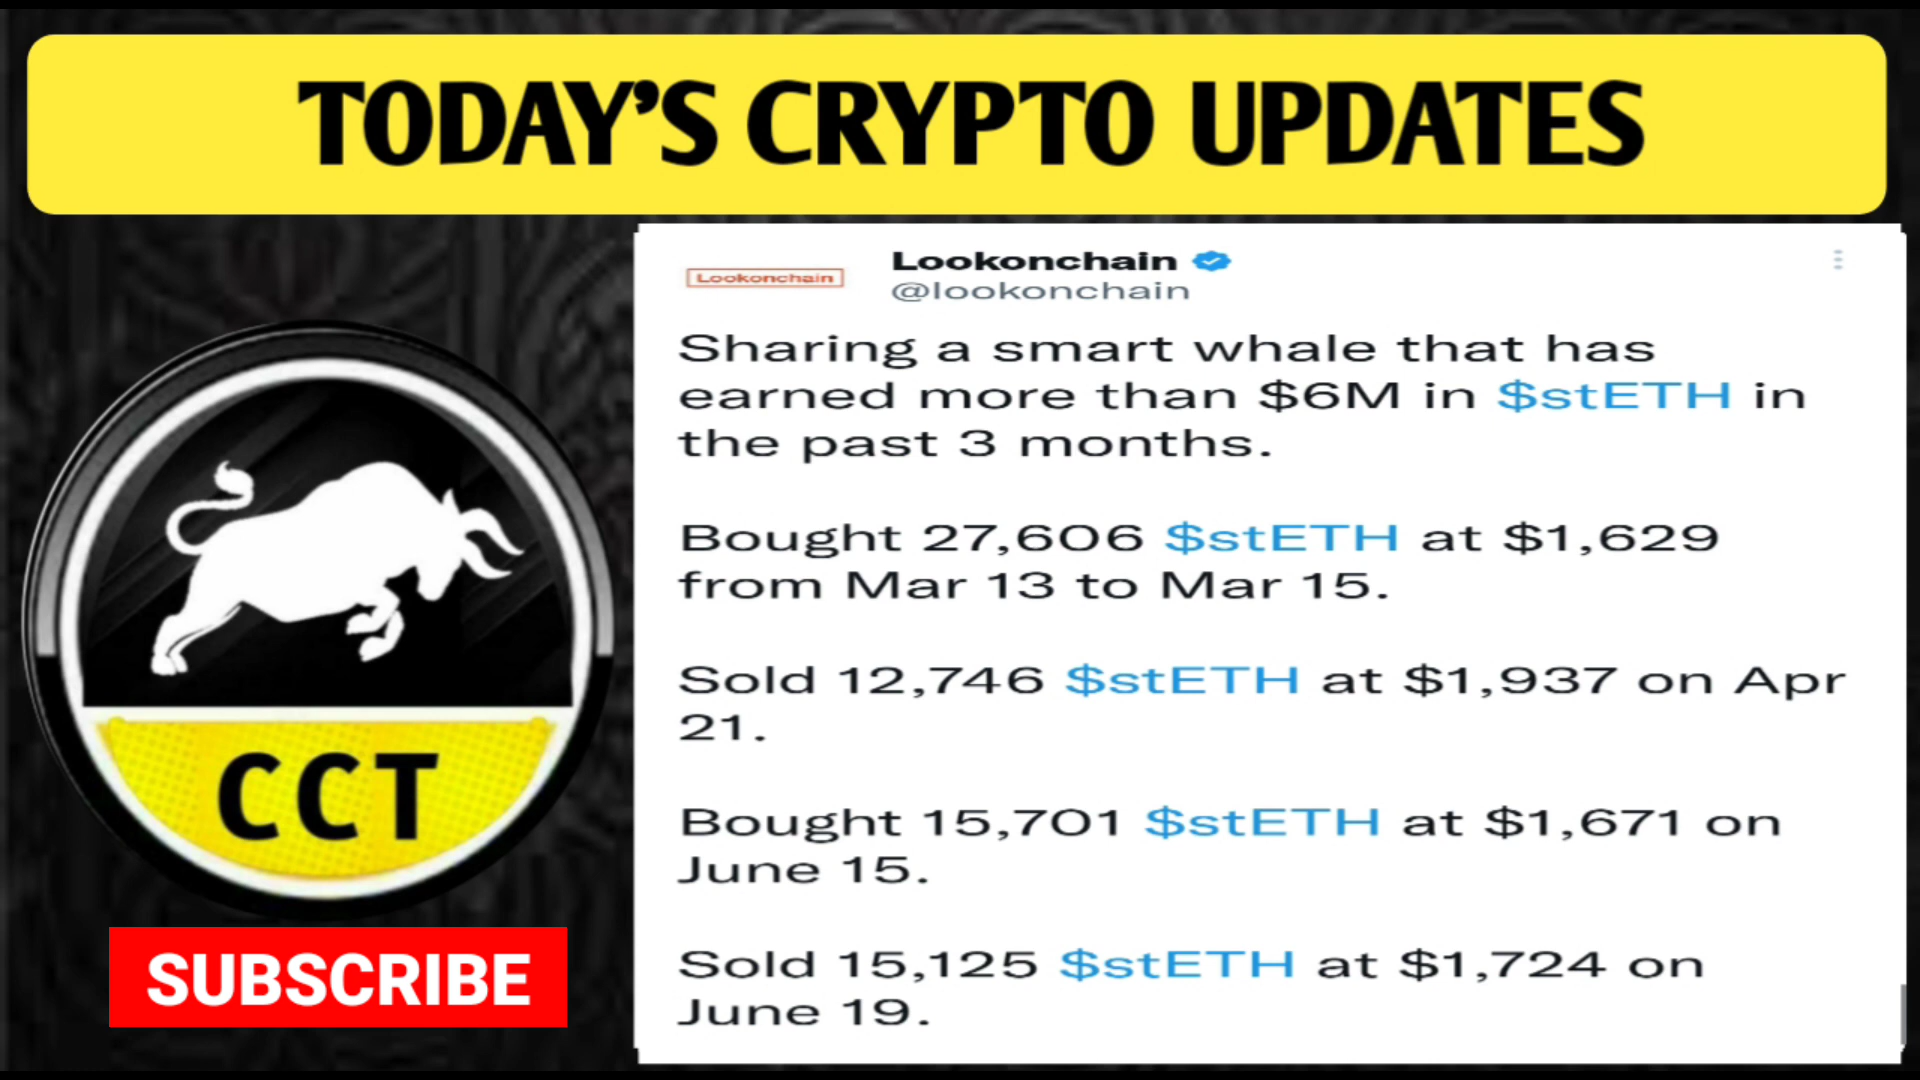 TODAY'S CRYPTO UPDATES
Lookonchain
Lookonchain
@lookonchain
Sharing a smart whale that has
earned more than $6M in $stETH in
the past 3 months.
Bought 27,606 $stETH at $1,629
from Mar 13 to Mar 15.
Sold 12,746 $stETH at $1,937 on Apr
21.
Bought 15,701 $stETH at $1,671 on
June 15.
Sold 15,125 $stETH at $1,724 on
June 19.
CCT
SUBSCRIBE